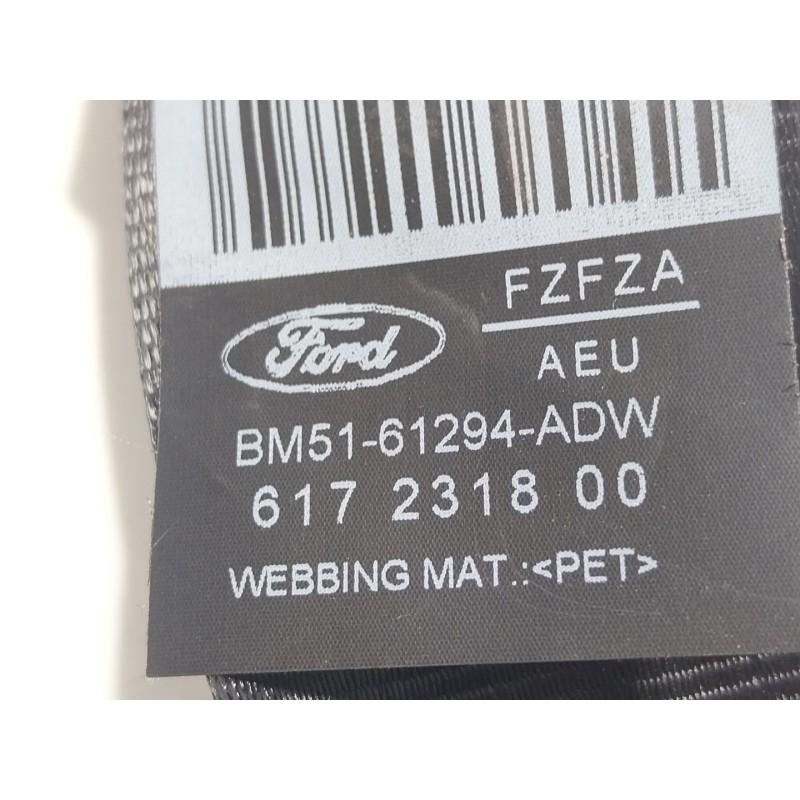 FZFZA
Ford
AEU
BM51-61294-ADW
617 2318 00
WEBBING MAT.:<PET>